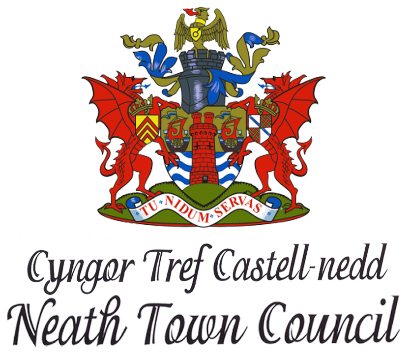 TU · NIDUM · SERVAS
Cyngor Tref Castell-nedd
Neath Town Council